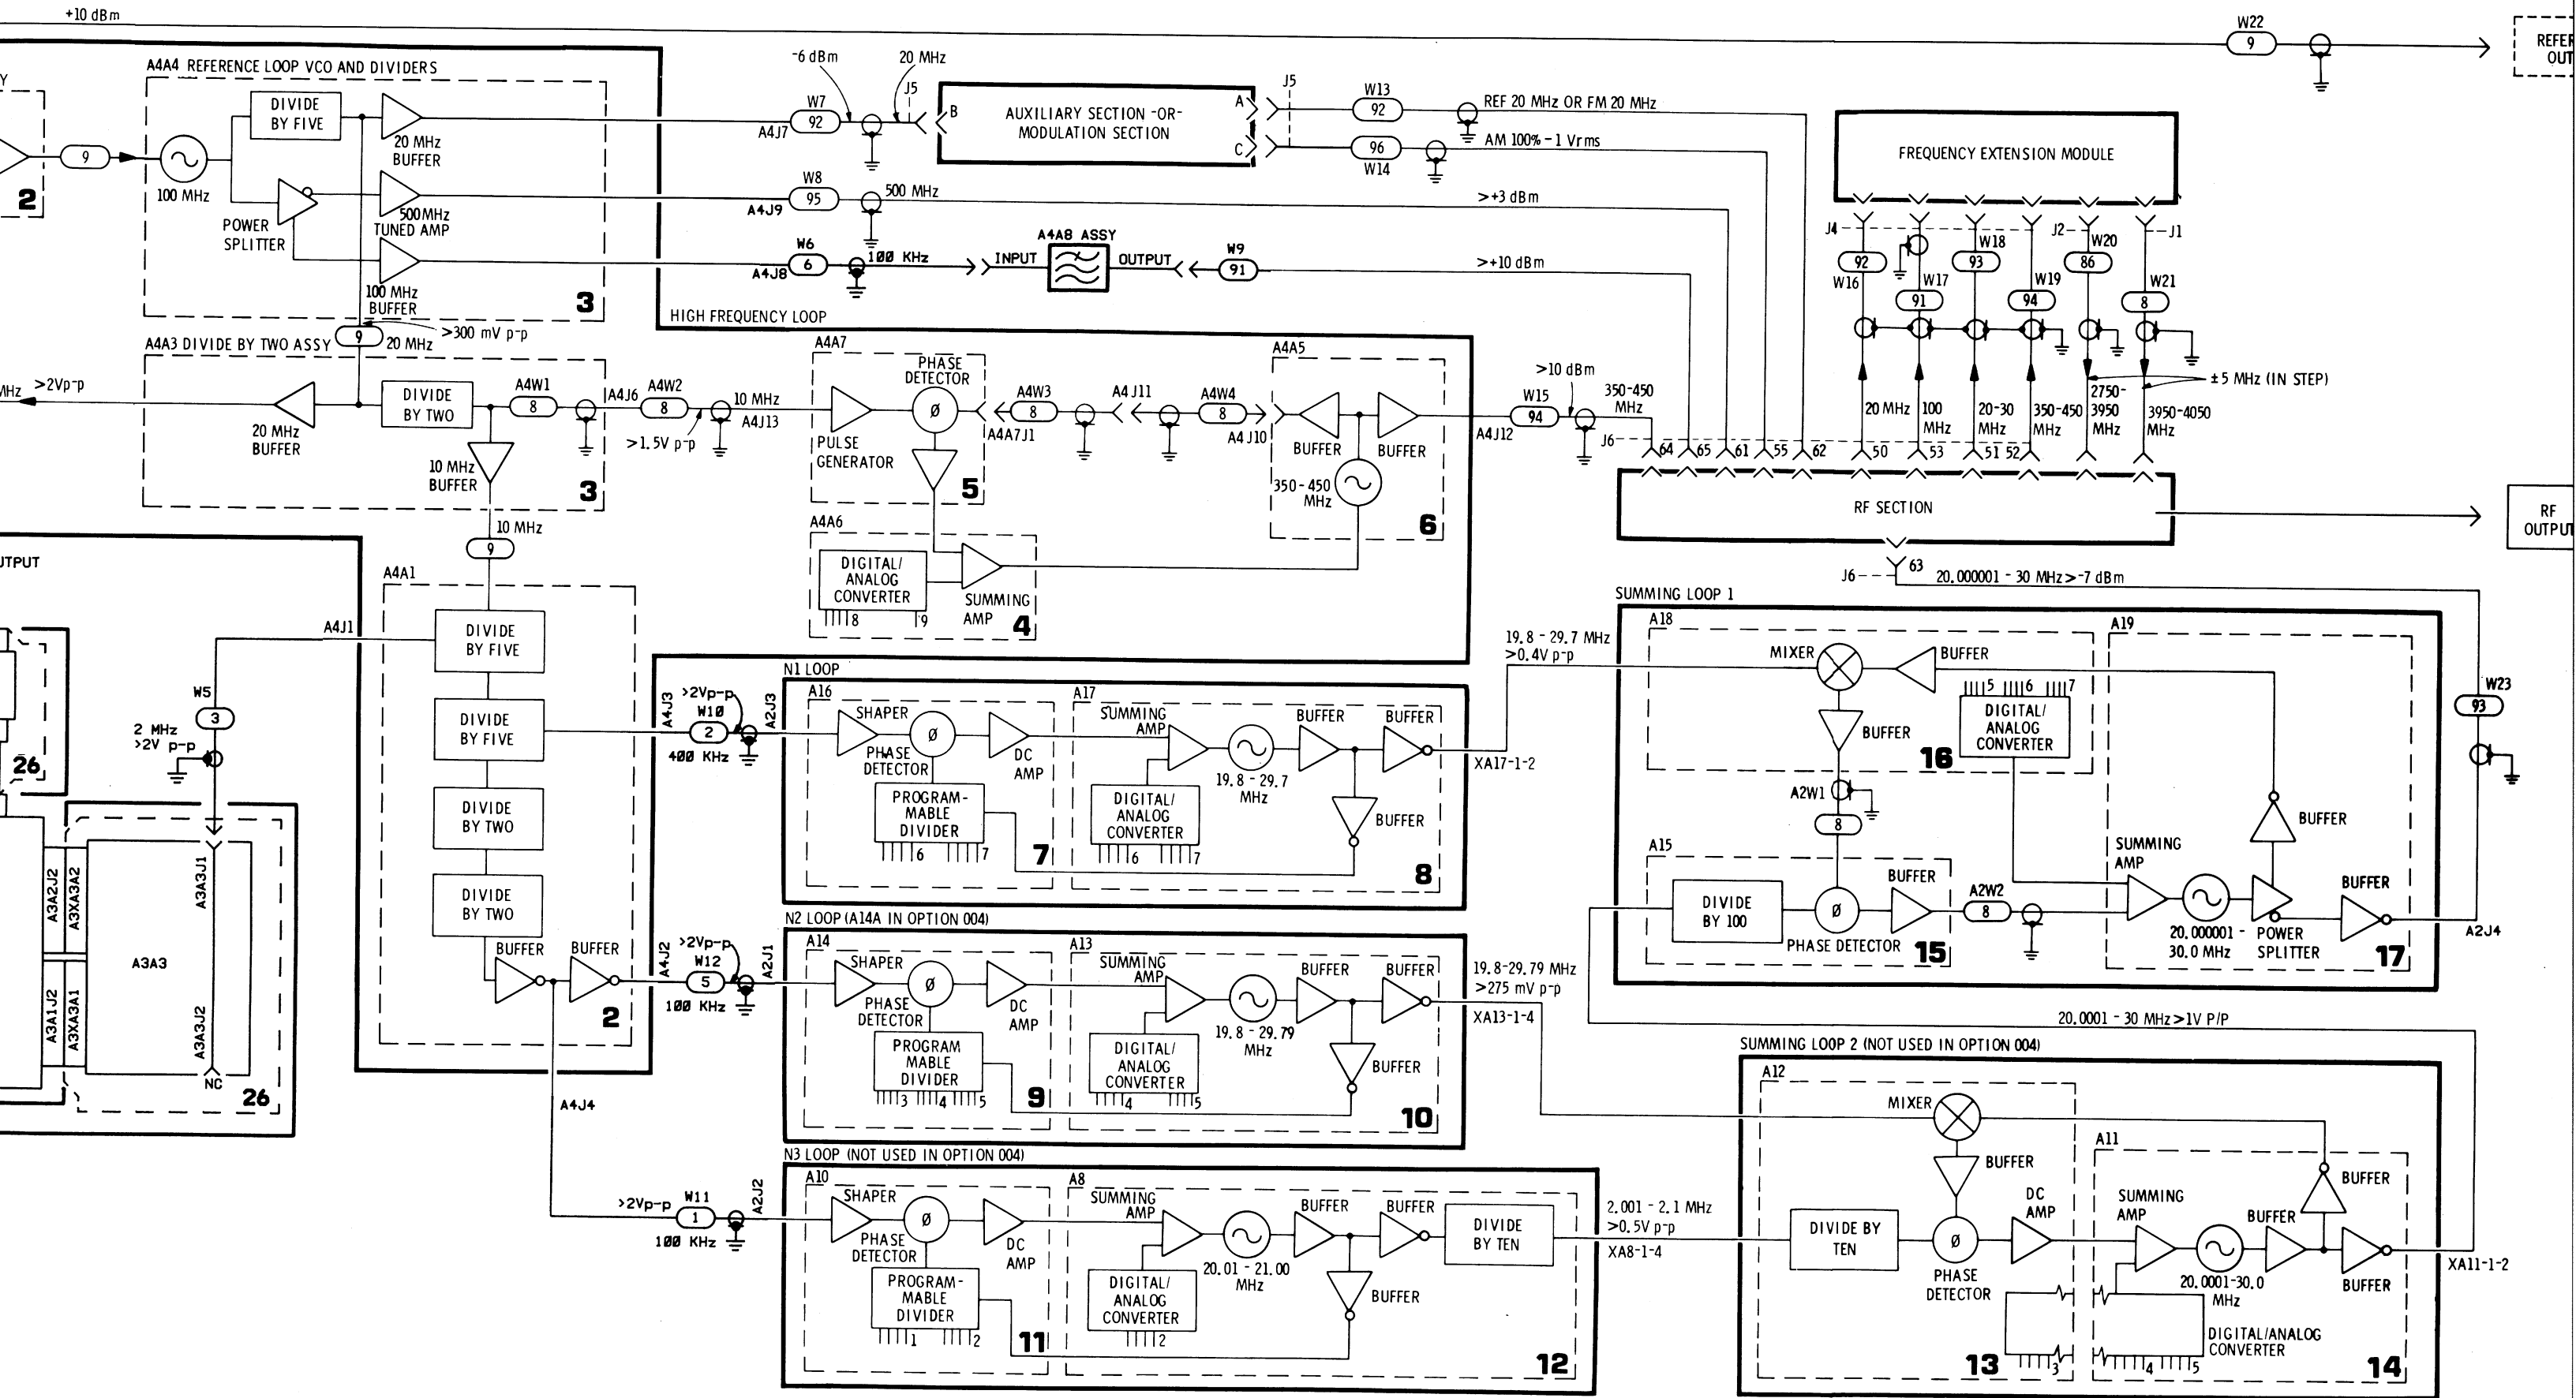 +10 dBm
W22
9
REFER
OUT
A4A4 REFERENCE LOOP VCO AND DIVIDERS
Y
2
9
100 MHz
DIVIDE
BY FIVE
20 MHz
BUFFER
POWER
SPLITTER
500MHz
TUNED AMP
100 MHz
BUFFER
3
-6 dBm
20 MHz
W7
92
A4J7
J5
B
AUXILIARY SECTION -OR-
MODULATION SECTION
A
C
J5
W13
92
REF 20 MHz OR FM 20 MHz
96
W14
AM 100% - 1 Vrms
W8
95
A4J9
500 MHz
>+3 dBm
W6
6
A4J8
100 KHz
INPUT
A4A8 ASSY
OUTPUT
W9
91
>+10 dBm
FREQUENCY EXTENSION MODULE
J4
J2
J1
92
W16
W17
91
W18
93
W19
94
W20
86
W21
8
±5 MHz (IN STEP)
20 MHz
100
MHz
20-30
MHz
350-450
MHz
2750-
3950
MHz
3950-4050
MHz
9
>300 mV p-p
20 MHz
A4A3 DIVIDE BY TWO ASSY
MHz
>2Vp-p
20 MHz
BUFFER
DIVIDE
BY TWO
10 MHz
BUFFER
A4W1
8
3
A4J6
A4W2
8
>1.5V p-p
10 MHz
A4J13
HIGH FREQUENCY LOOP
A4A7
PULSE
GENERATOR
PHASE
DETECTOR
Ø
5
A4W3
8
A4A7J1
A4J11
A4W4
8
A4J10
A4A5
BUFFER
BUFFER
350-450
MHz
6
A4J12
W15
94
>10 dBm
350-450
MHz
J6
64
65
61
55
62
50
53
51
52
RF SECTION
RF
OUTPUT
A4A6
DIGITAL/
ANALOG
CONVERTER
8
9
SUMMING
AMP
4
J6
63
20.000001 - 30 MHz>-7 dBm
10 MHz
9
UTPUT
26
A4J1
W5
3
2 MHz
>2V p-p
A3A2J2
A3XA3A2
A3A1J2
A3XA3A1
A3A3
A3A3J1
A3A3J2
NC
26
A4A1
DIVIDE
BY FIVE
DIVIDE
BY FIVE
DIVIDE
BY TWO
DIVIDE
BY TWO
BUFFER
BUFFER
2
A4J4
A4J3
>2Vp-p
W10
2
400 KHz
A2J3
N1 LOOP
A16
SHAPER
Ø
PHASE
DETECTOR
DC
AMP
PROGRAM-
MABLE
DIVIDER
6
7
7
A17
SUMMING
AMP
19.8 - 29.7
MHz
BUFFER
BUFFER
BUFFER
DIGITAL/
ANALOG
CONVERTER
6
7
8
XA17-1-2
19.8 - 29.7 MHz
>0.4V p-p
A4J2
>2Vp-p
W12
5
100 KHz
A2J1
N2 LOOP (A14A IN OPTION 004)
A14
SHAPER
Ø
PHASE
DETECTOR
DC
AMP
PROGRAM
MABLE
DIVIDER
3
4
5
9
A13
SUMMING
AMP
19.8 - 29.79
MHz
BUFFER
BUFFER
BUFFER
DIGITAL/
ANALOG
CONVERTER
4
5
10
19.8-29.79 MHz
>275 mV p-p
XA13-1-4
>2Vp-p
W11
1
100 KHz
A2J2
N3 LOOP (NOT USED IN OPTION 004)
A10
SHAPER
Ø
PHASE
DETECTOR
DC
AMP
PROGRAM-
MABLE
DIVIDER
1
2
11
A8
SUMMING
AMP
20.01 - 21.00
MHz
BUFFER
BUFFER
BUFFER
DIVIDE
BY TEN
DIGITAL/
ANALOG
CONVERTER
2
12
2.001 - 2.1 MHz
>0.5V p-p
XA8-1-4
SUMMING LOOP 1
A18
MIXER
BUFFER
BUFFER
5
6
7
DIGITAL/
ANALOG
CONVERTER
16
A2W1
8
A15
DIVIDE
BY 100
Ø
PHASE DETECTOR
BUFFER
15
A2W2
8
A19
SUMMING
AMP
20.000001 -
30.0 MHz
POWER
SPLITTER
BUFFER
BUFFER
17
A2J4
W23
93
20.0001 - 30 MHz>1V P/P
SUMMING LOOP 2 (NOT USED IN OPTION 004)
A12
MIXER
BUFFER
DIVIDE BY
TEN
Ø
PHASE
DETECTOR
DC
AMP
3
13
A11
SUMMING
AMP
20.0001-30.0
MHz
BUFFER
BUFFER
BUFFER
4
5
DIGITAL/ANALOG
CONVERTER
14
XA11-1-2